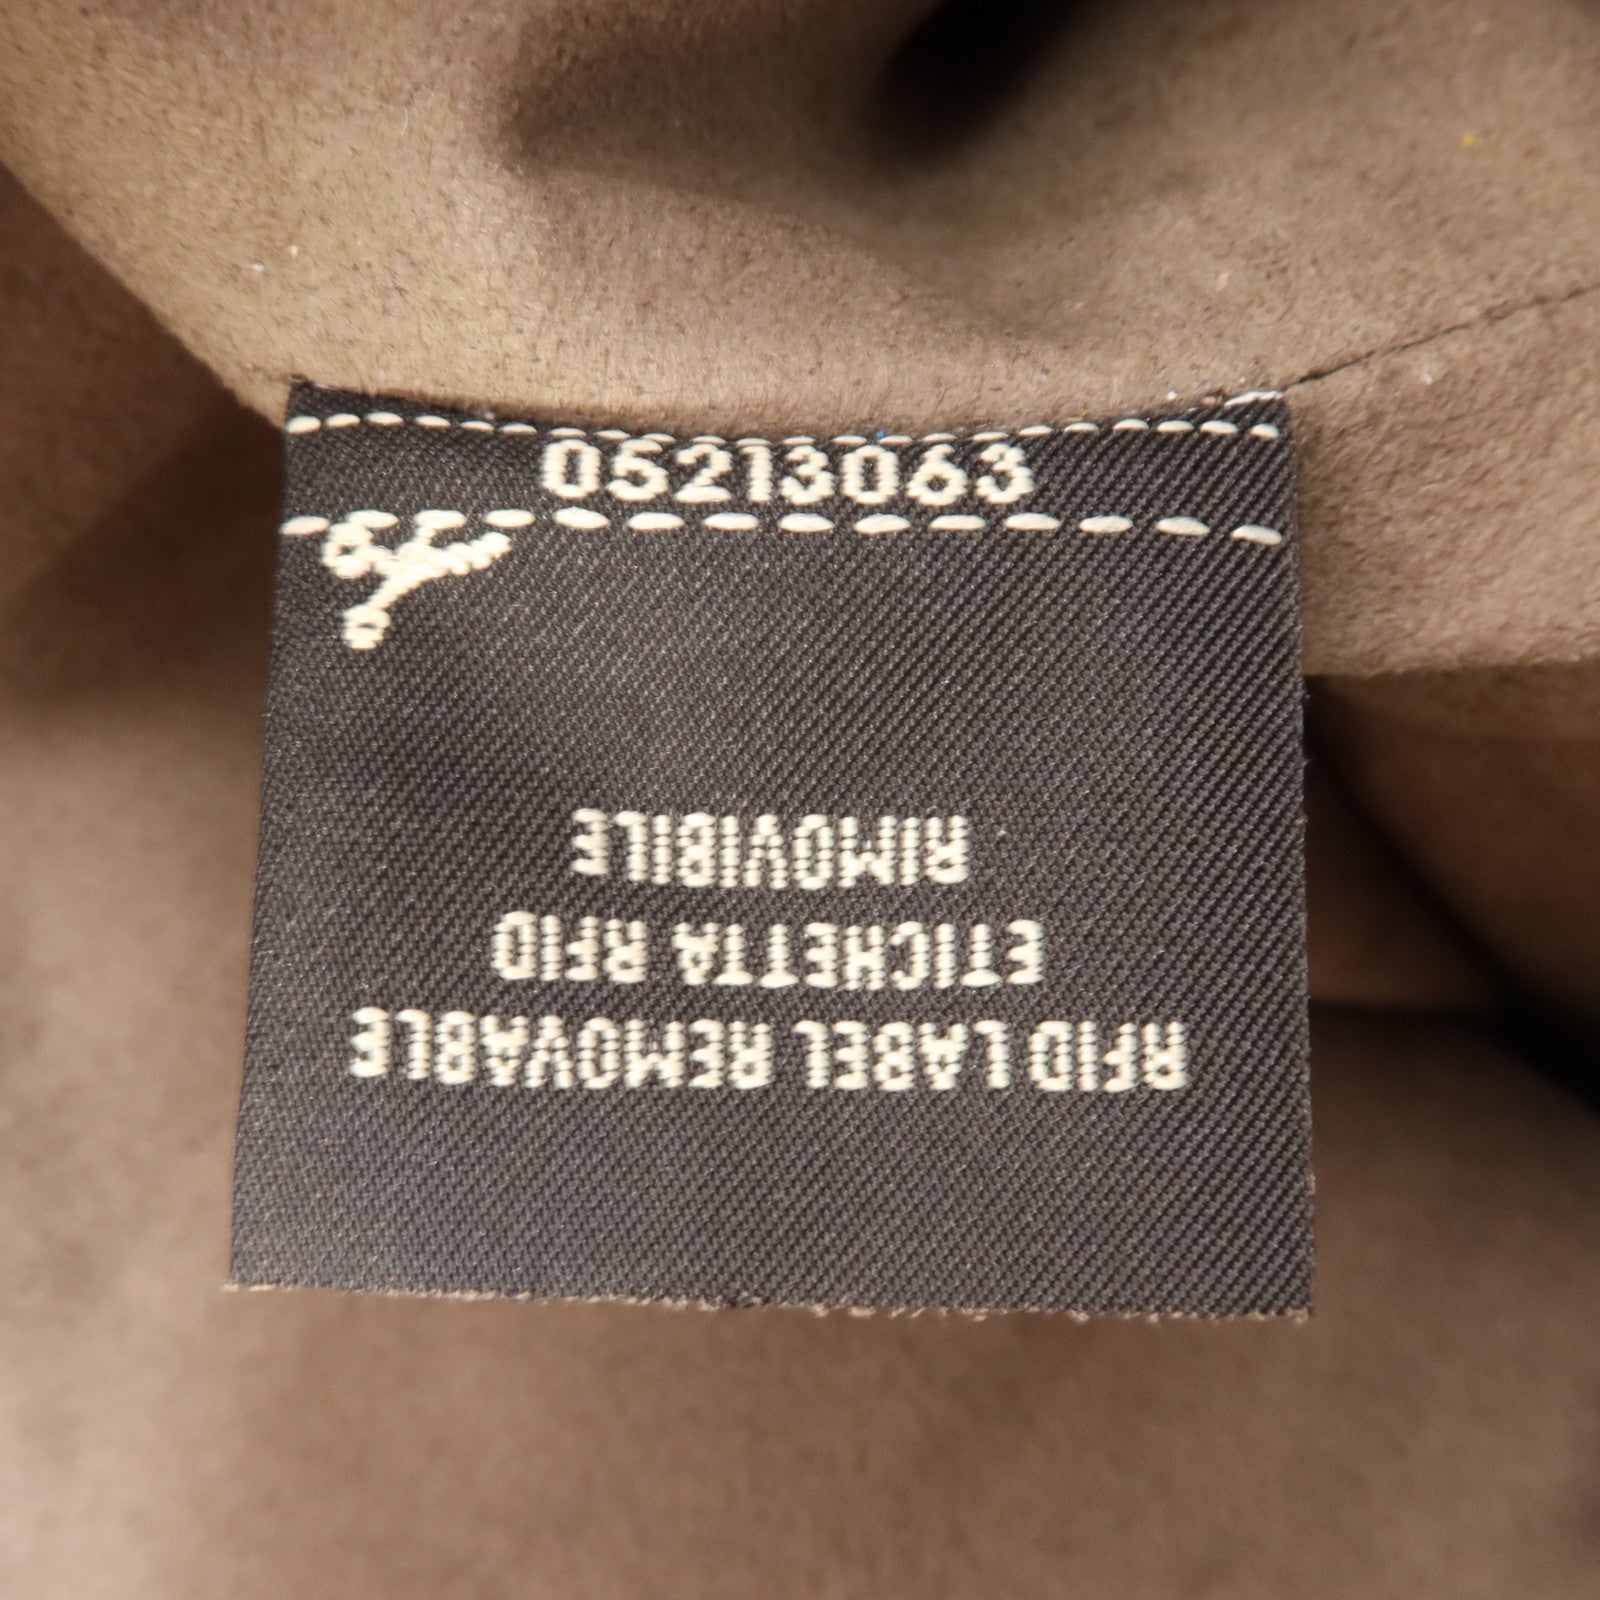 05213063
RFID LABEL REMOVABLE
ETICHETTA RFID
RIMOVIBILE